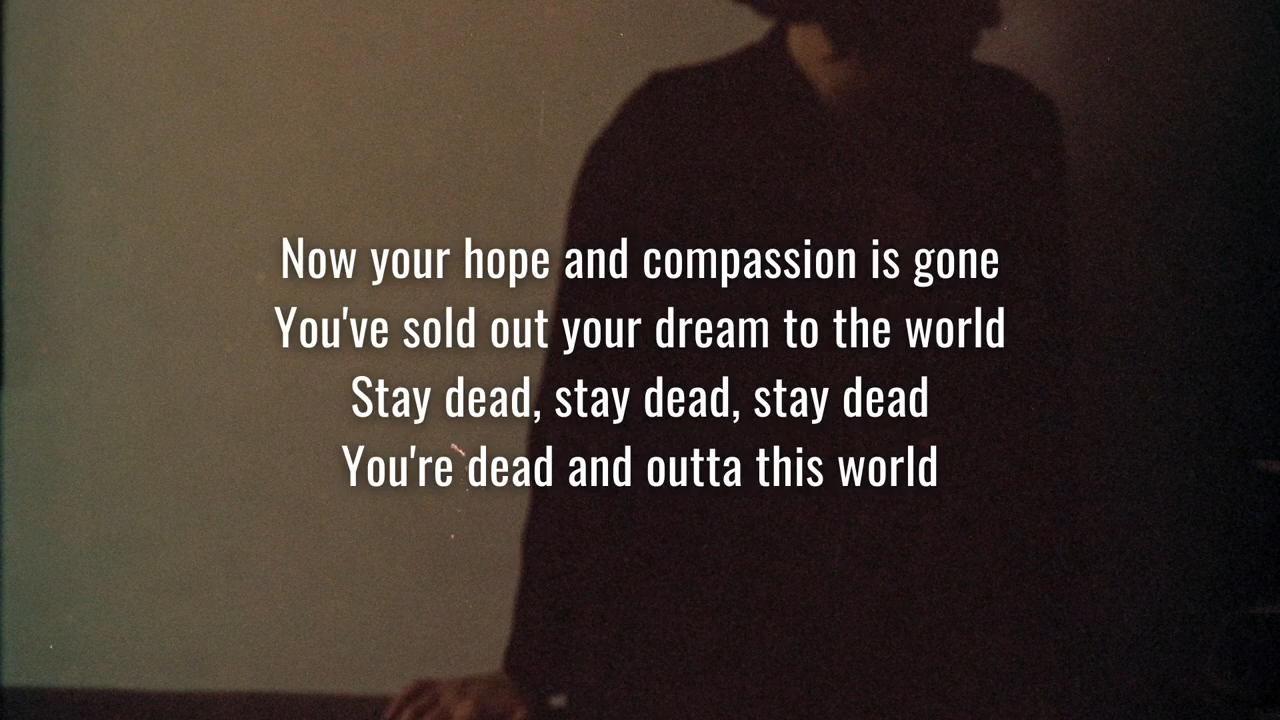 Now your hope and compassion is gone
You've sold out your dream to the world
Stay dead, stay dead, stay dead
You're dead and outta this world